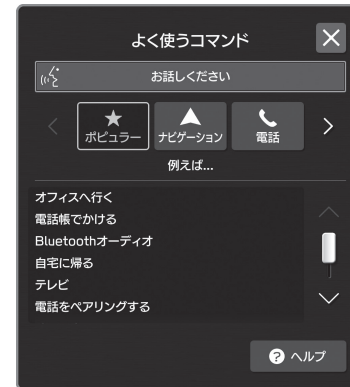 よく使うコマンド
お話しください
ポピュラー
ナビゲーション
電話
例えば...
オフィスへ行く
電話帳でかける
Bluetoothオーディオ
自宅に帰る
テレビ
電話をペアリングする
ヘルプ